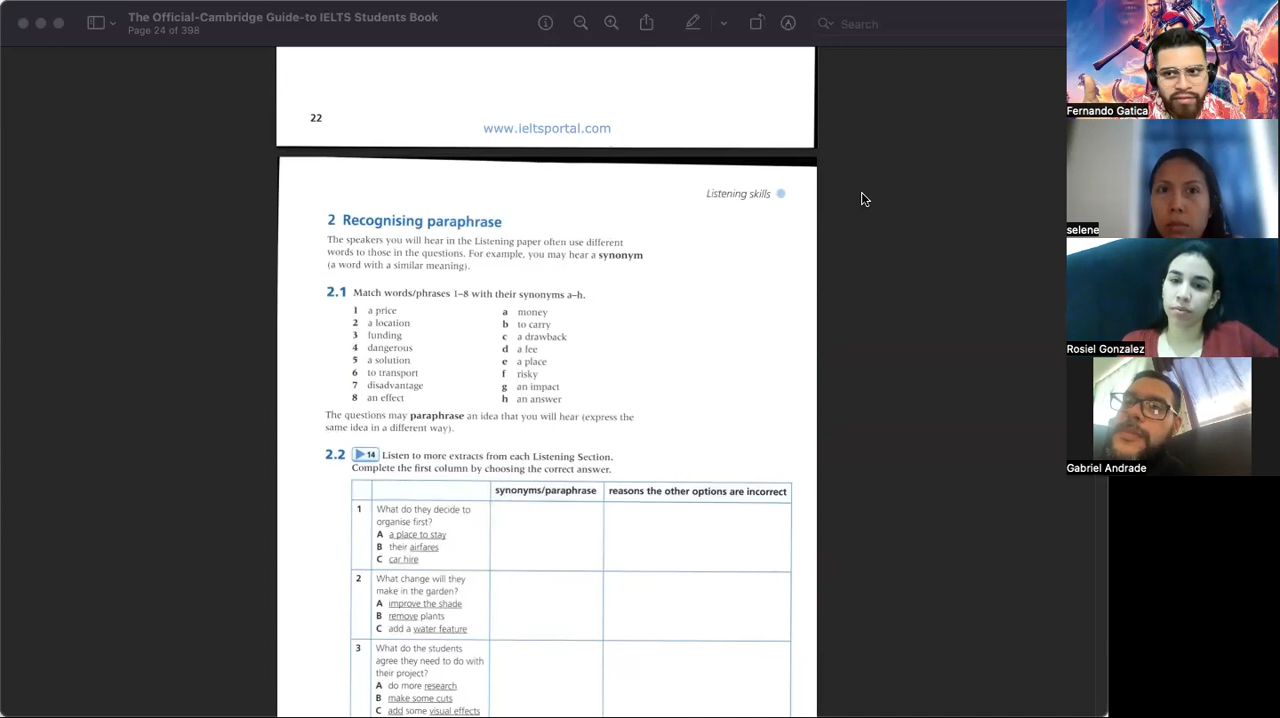 The Official-Cambridge Guide-to IELTS Students Book
Page 24 of 398
Search
22
www.ieltsportal.com
Listening skills
2 Recognising paraphrase
The speakers you will hear in the Listening paper often use different
words to those in the questions. For example, you may hear a synonym
(a word with a similar meaning).
2.1 Match words/phrases 1–8 with their synonyms a–h.
1 a price
2 a location
3 funding
4 dangerous
5 a solution
6 to transport
7 disadvantage
8 an effect
a money
b to carry
c a drawback
d a fee
e a place
f risky
g an impact
h an answer
The questions may paraphrase an idea that you will hear (express the
same idea in a different way).
2.2 14 Listen to more extracts from each Listening Section.
Complete the first column by choosing the correct answer.
synonyms/paraphrase
reasons the other options are incorrect
1 What do they decide to
organise first?
A a place to stay
B their airfares
C car hire
2 What change will they
make in the garden?
A improve the shade
B remove plants
C add a water feature
3 What do the students
agree they need to do with
their project?
A do more research
B make some cuts
C add some visual effects
Fernando Gatica
selene
Rosiel Gonzalez
Gabriel Andrade